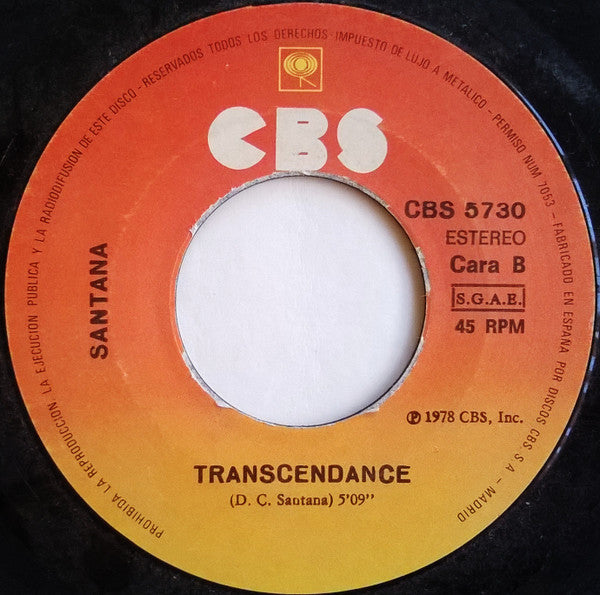 PROHIBIDA LA REPRODUCCION LA EJECUCION PUBLICA Y LA RADIODIFUSION DE ESTE DISCO - RESERVADOS TODOS LOS DERECHOS - IMPUESTO DE LUJO A METALICO - PERMISO NUM 7053 - FABRICADO EN ESPAÑA POR DISCOS CBS S.A. - MADRID
CBS
SANTANA
CBS 5730
ESTEREO
Cara B
S.G.A.E.
45 RPM
℗ 1978 CBS, Inc.
TRANSCENDANCE
(D. C. Santana) 5'09"